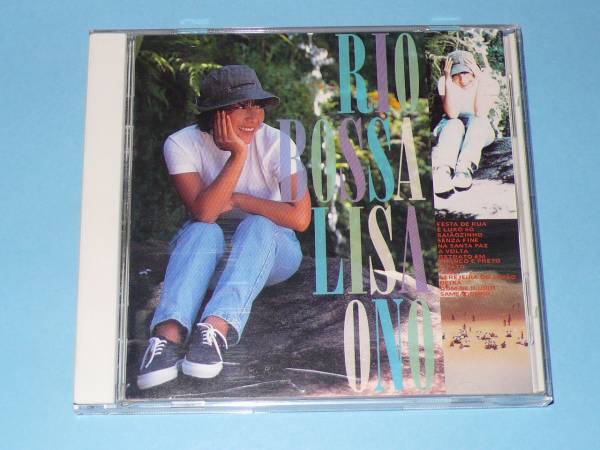 RIO
BOSSA
LISA
ONO
FESTA DE RUA
É LUXO SÓ
BAIÃOZINHO
SENZA FINE
NA SANTA PAZ
A VOLTA
RETRATO EM
BRANCO E PRETO